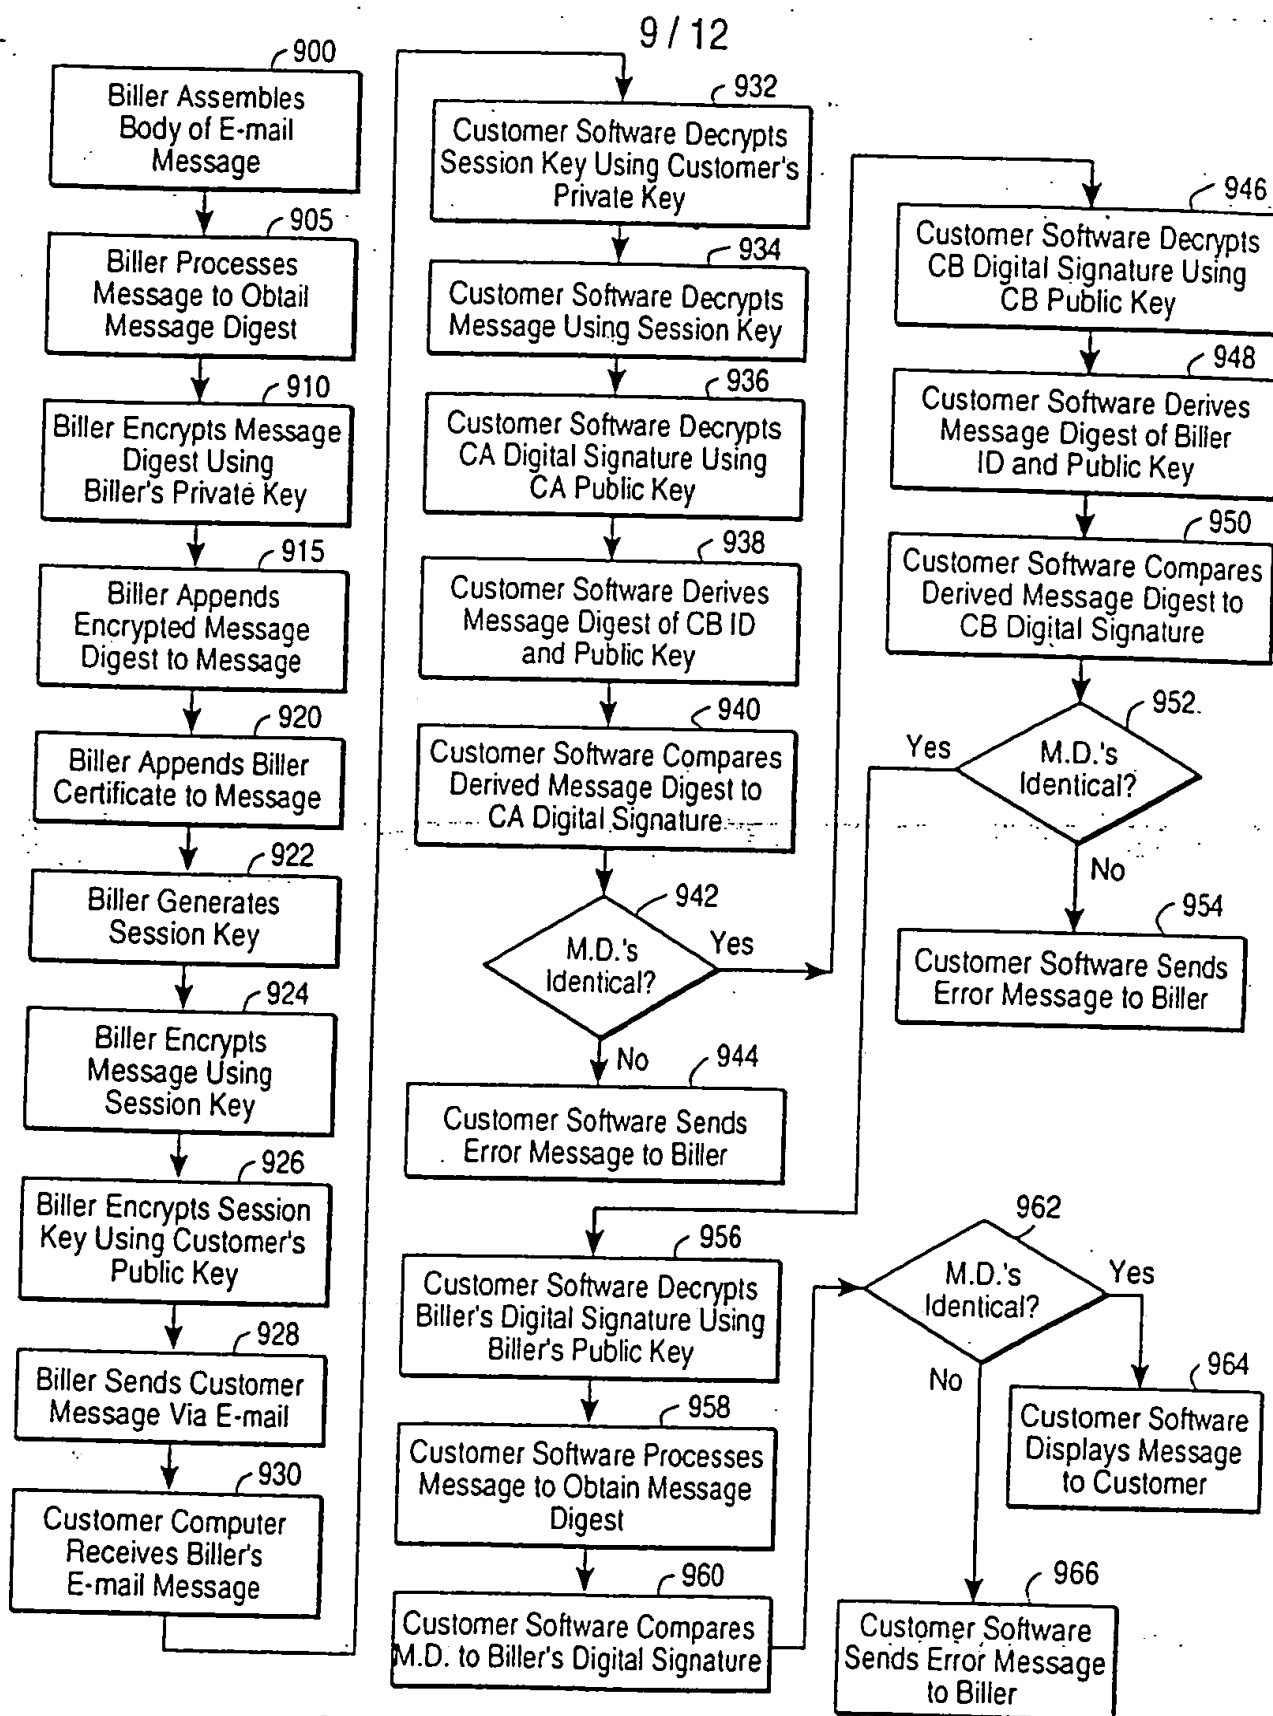 9 / 12
900
Biller Assembles
Body of E-mail
Message
905
Biller Processes
Message to Obtail
Message Digest
910
Biller Encrypts Message
Digest Using
Biller's Private Key
915
Biller Appends
Encrypted Message
Digest to Message
920
Biller Appends Biller
Certificate to Message
922
Biller Generates
Session Key
924
Biller Encrypts
Message Using
Session Key
926
Biller Encrypts Session
Key Using Customer's
Public Key
928
Biller Sends Customer
Message Via E-mail
930
Customer Computer
Receives Biller's
E-mail Message
932
Customer Software Decrypts
Session Key Using Customer's
Private Key
934
Customer Software Decrypts
Message Using Session Key
936
Customer Software Decrypts
CA Digital Signature Using
CA Public Key
938
Customer Software Derives
Message Digest of CB ID
and Public Key
940
Customer Software Compares
Derived Message Digest to
CA Digital Signature
942
M.D.'s
Identical?
Yes
No
944
Customer Software Sends
Error Message to Biller
946
Customer Software Decrypts
CB Digital Signature Using
CB Public Key
948
Customer Software Derives
Message Digest of Biller
ID and Public Key
950
Customer Software Compares
Derived Message Digest to
CB Digital Signature
952
M.D.'s
Identical?
Yes
No
954
Customer Software Sends
Error Message to Biller
956
Customer Software Decrypts
Biller's Digital Signature Using
Biller's Public Key
958
Customer Software Processes
Message to Obtain Message
Digest
960
Customer Software Compares
M.D. to Biller's Digital Signature
962
M.D.'s
Identical?
Yes
No
964
Customer Software
Displays Message
to Customer
966
Customer Software
Sends Error Message
to Biller